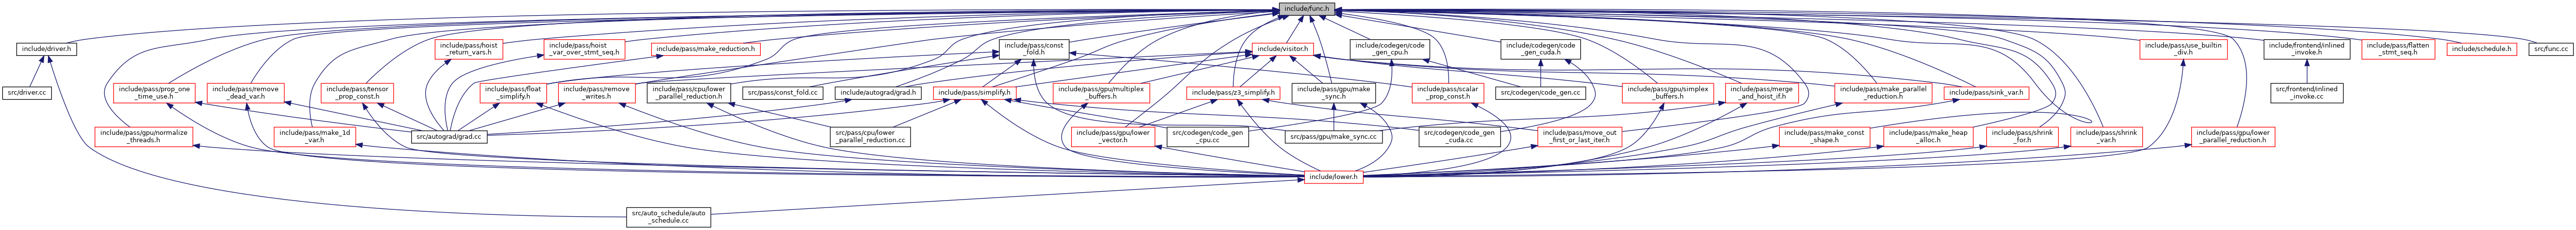 include/func.h
include/driver.h
include/pass/hoist
_return_vars.h
include/pass/hoist
_var_over_stmt_seq.h
include/pass/make_reduction.h
include/pass/const
_fold.h
include/visitor.h
include/codegen/code
_gen_cpu.h
include/codegen/code
_gen_cuda.h
include/pass/use_builtin
_div.h
include/frontend/inlined
_invoke.h
include/pass/flatten
_stmt_seq.h
include/schedule.h
src/func.cc
src/driver.cc
include/pass/prop_one
_time_use.h
include/pass/remove
_dead_var.h
include/pass/tensor
_prop_const.h
include/pass/float
_simplify.h
include/pass/remove
_writes.h
include/pass/cpu/lower
_parallel_reduction.h
src/pass/const_fold.cc
include/autograd/grad.h
include/pass/simplify.h
include/pass/gpu/multiplex
_buffers.h
include/pass/z3_simplify.h
include/pass/gpu/make
_sync.h
include/pass/scalar
_prop_const.h
src/codegen/code_gen.cc
include/pass/gpu/simplex
_buffers.h
include/pass/merge
_and_hoist_if.h
include/pass/make_parallel
_reduction.h
include/pass/sink_var.h
src/frontend/inlined
_invoke.cc
include/pass/gpu/normalize
_threads.h
include/pass/make_1d
_var.h
src/autograd/grad.cc
src/pass/cpu/lower
_parallel_reduction.cc
include/pass/gpu/lower
_vector.h
src/codegen/code_gen
_cpu.cc
src/pass/gpu/make_sync.cc
src/codegen/code_gen
_cuda.cc
include/pass/move_out
_first_or_last_iter.h
include/pass/make_const
_shape.h
include/pass/make_heap
_alloc.h
include/pass/shrink
_for.h
include/pass/shrink
_var.h
include/pass/gpu/lower
_parallel_reduction.h
include/lower.h
src/auto_schedule/auto
_schedule.cc